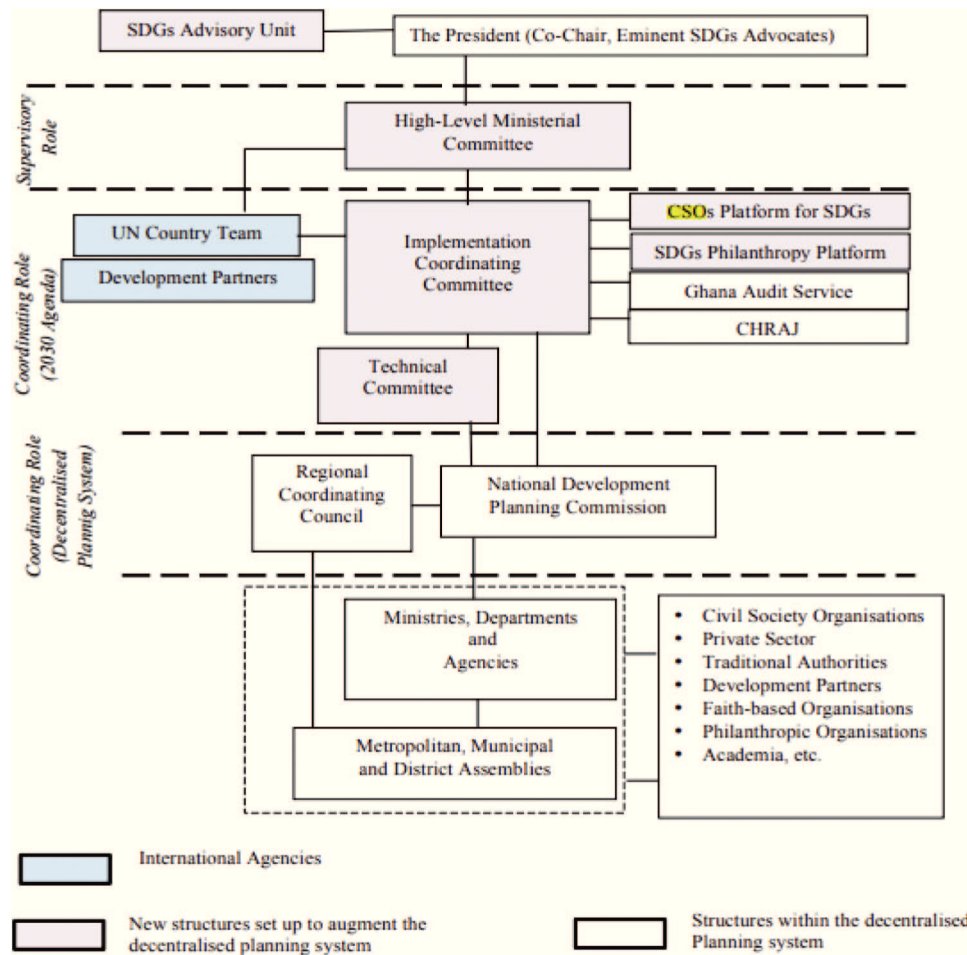 SDGs Advisory Unit
The President (Co-Chair, Eminent SDGs Advocates)
Supervisory
Role
High-Level Ministerial
Committee
Coordinating Role
(2030 Agenda)
UN Country Team
Development Partners
Implementation
Coordinating
Committee
CSOs Platform for SDGs
SDGs Philanthropy Platform
Ghana Audit Service
CHRAJ
Technical
Committee
Coordinating Role
(Decentralised
Plannig System)
Regional
Coordinating
Council
National Development
Planning Commission
Ministries, Departments
and
Agencies
Metropolitan, Municipal
and District Assemblies
• Civil Society Organisations
• Private Sector
• Traditional Authorities
• Development Partners
• Faith-based Organisations
• Philanthropic Organisations
• Academia, etc.
International Agencies
New structures set up to augment the
decentralised planning system
Structures within the decentralised
Planning system